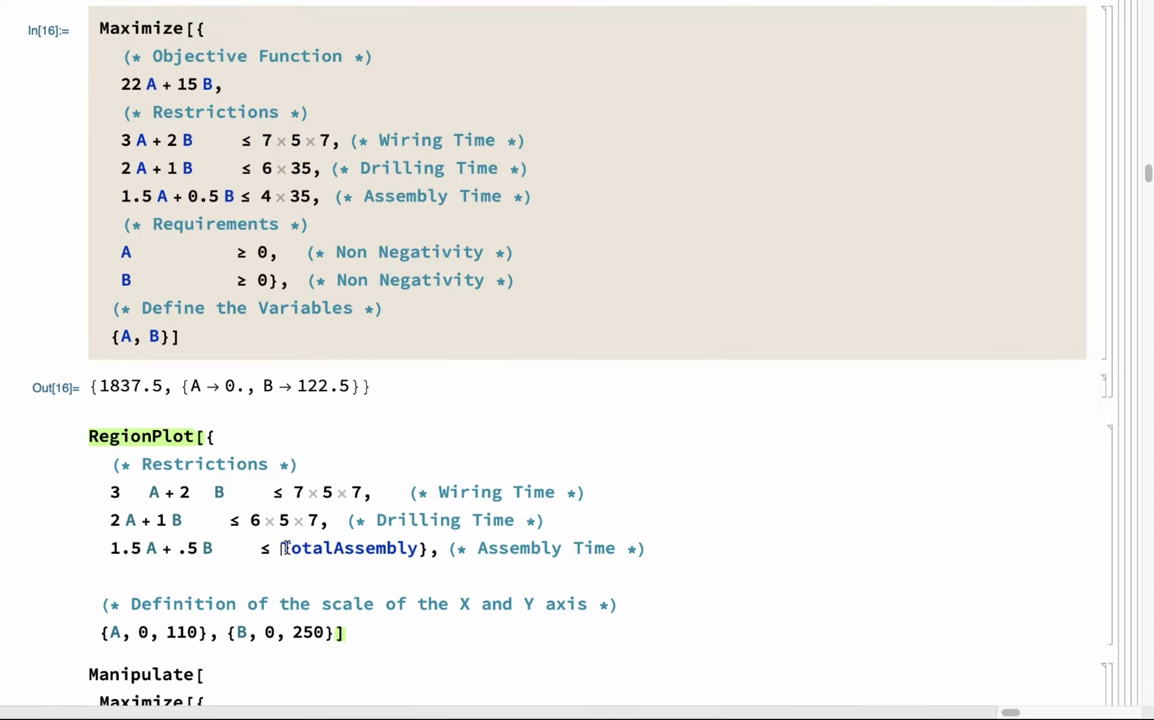 In[16]:= Maximize[{
(* Objective Function *)
22 A + 15 B,
(* Restrictions *)
3 A + 2 B ≤ 7 × 5 × 7, (* Wiring Time *)
2 A + 1 B ≤ 6 × 35, (* Drilling Time *)
1.5 A + 0.5 B ≤ 4 × 35, (* Assembly Time *)
(* Requirements *)
A ≥ 0, (* Non Negativity *)
B ≥ 0}, (* Non Negativity *)
(* Define the Variables *)
{A, B}]
Out[16]= {1837.5, {A → 0., B → 122.5}}
RegionPlot[{
(* Restrictions *)
3 A + 2 B ≤ 7 × 5 × 7, (* Wiring Time *)
2 A + 1 B ≤ 6 × 5 × 7, (* Drilling Time *)
1.5 A + .5 B ≤ TotalAssembly}, (* Assembly Time *)
(* Definition of the scale of the X and Y axis *)
{A, 0, 110}, {B, 0, 250}]
Manipulate[
Maximize[{